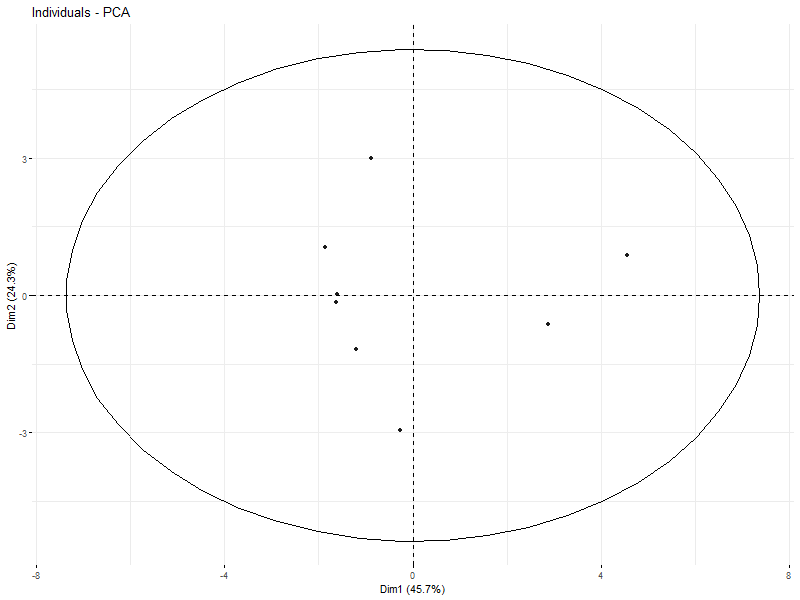 Individuals - PCA
3
0
-3
Dim2 (24.3%)
-8
-4
0
4
8
Dim1 (45.7%)